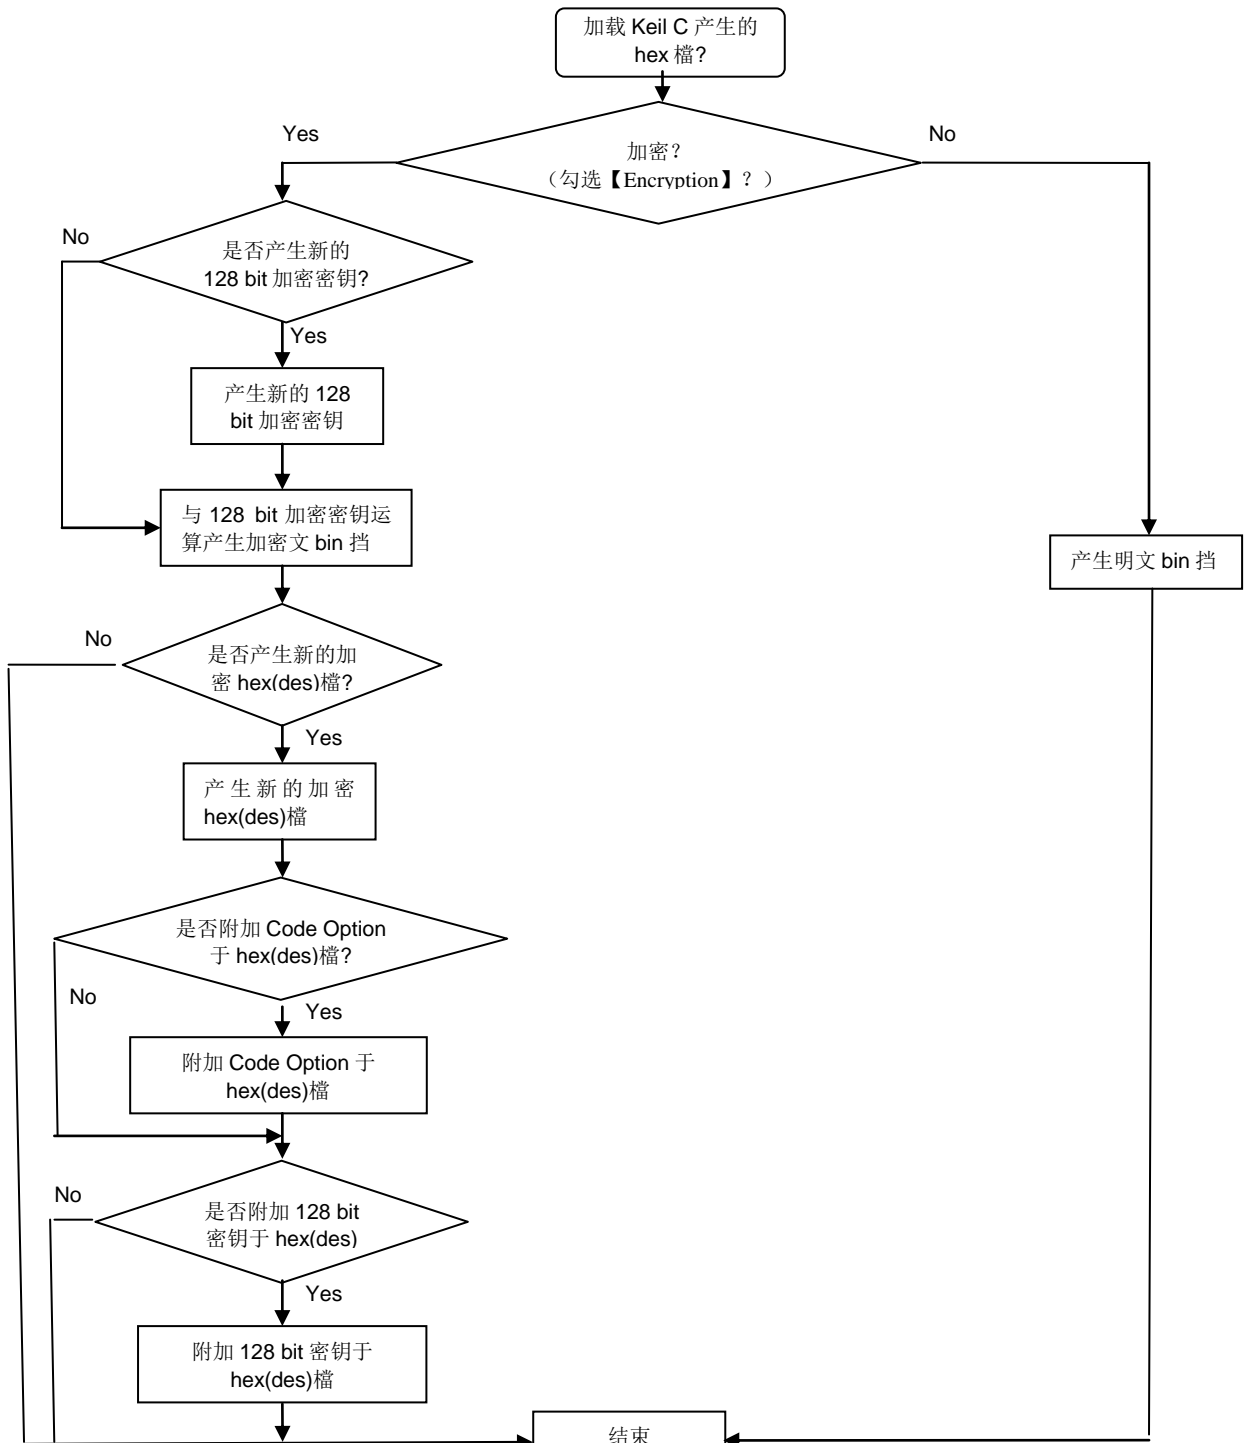 加载 Keil C 产生的
hex 檔?
Yes
No
加密？
（勾选【Encryption】？）
No
是否产生新的
128 bit 加密密钥?
Yes
产生新的 128
bit 加密密钥
与 128 bit 加密密钥运
算产生加密文 bin 挡
产生明文 bin 挡
No
是否产生新的加
密 hex(des)檔?
Yes
产生新的加密
hex(des)檔
是否附加 Code Option
于 hex(des)檔?
No
Yes
附加 Code Option 于
hex(des)檔
No
是否附加 128 bit
密钥于 hex(des)
Yes
附加 128 bit 密钥于
hex(des)檔
结束